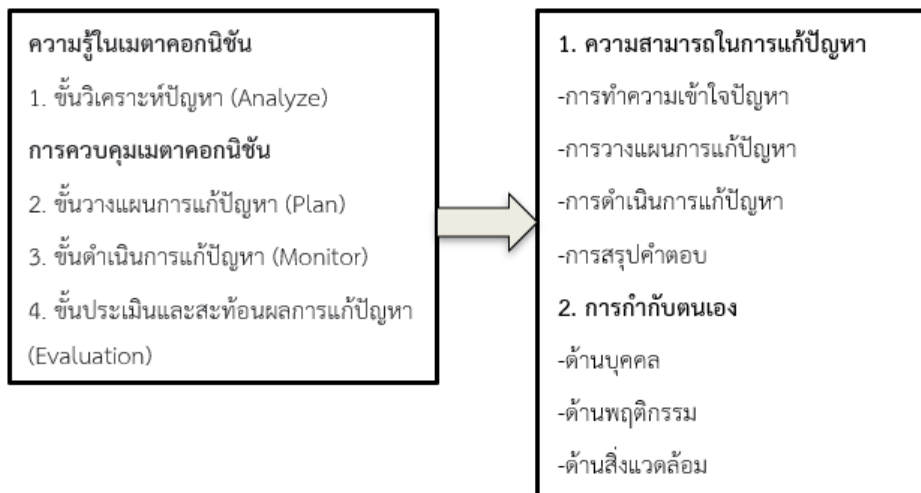 ความรู้ในเมตาคอกนิชัน
1. ขั้นวิเคราะห์ปัญหา (Analyze)
การควบคุมเมตาคอกนิชัน
2. ขั้นวางแผนการแก้ปัญหา (Plan)
3. ขั้นดำเนินการแก้ปัญหา (Monitor)
4. ขั้นประเมินและสะท้อนผลการแก้ปัญหา
(Evaluation)
1. ความสามารถในการแก้ปัญหา
-การทำความเข้าใจปัญหา
-การวางแผนการแก้ปัญหา
-การดำเนินการแก้ปัญหา
-การสรุปคำตอบ
2. การกำกับตนเอง
-ด้านบุคคล
-ด้านพฤติกรรม
-ด้านสิ่งแวดล้อม